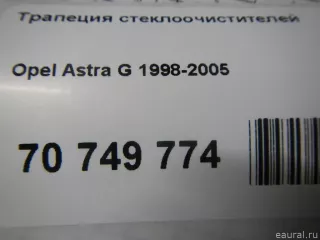 Трапеция стеклоочистителей
Opel Astra G 1998-2005
70 749 774
eaural.ru